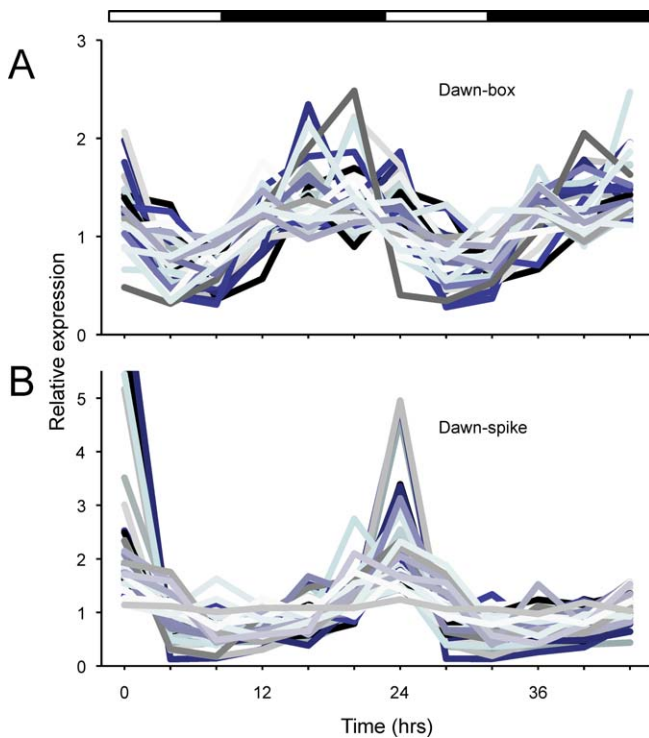 A
3
Dawn-box
2
1
0
Relative expression
B
5
Dawn-spike
4
3
2
1
0
0 12 24 36
Time (hrs)